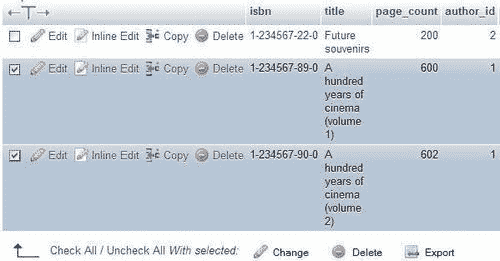 isbn title page_count author_id
Edit Inline Edit Copy Delete 1-234567-22-0 Future 200 2
souvenirs
Edit Inline Edit Copy Delete 1-234567-89-0 A 600 1
hundred
years of
cinema
(volume
1)
Edit Inline Edit Copy Delete 1-234567-90-0 A 602 1
hundred
years of
cinema
(volume
2)
Check All / Uncheck All With selected: Change Delete Export